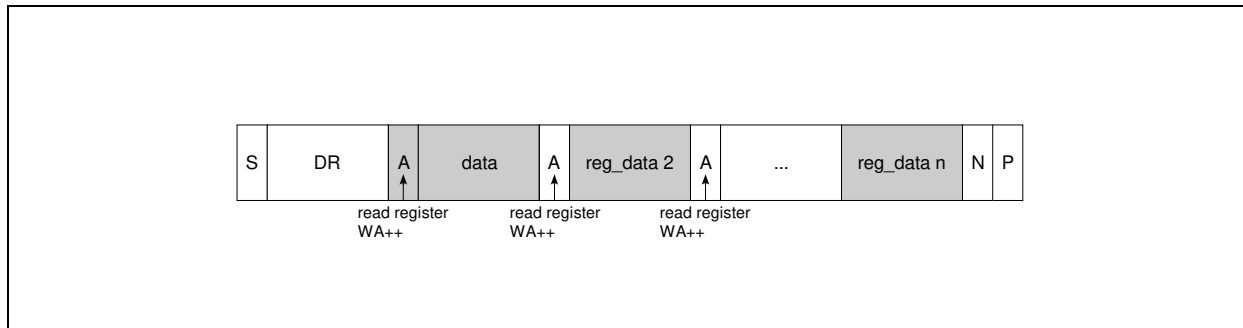 S DR A data A reg_data 2 A ... reg_data n N P
read register read register read register
WA++ WA++ WA++